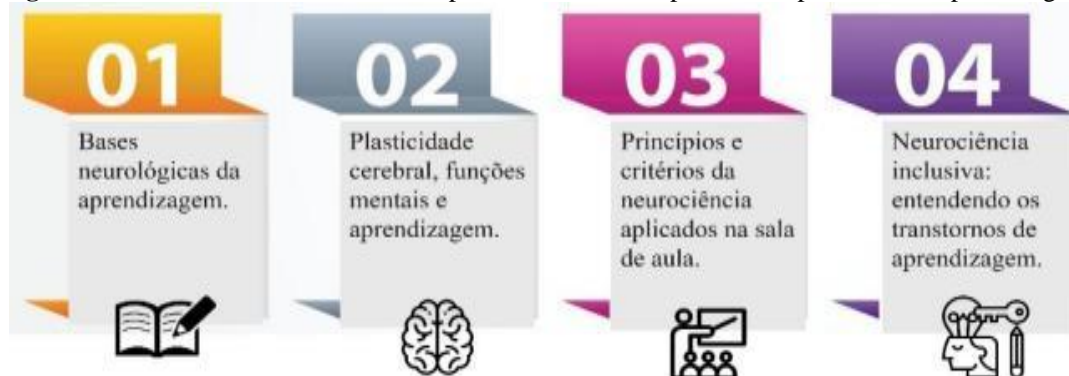 01
Bases
neurológicas da
aprendizagem.
02
Plasticidade
cerebral, funções
mentais e
aprendizagem.
03
Princípios e
critérios da
neurociência
aplicados na sala
de aula.
04
Neurociência
inclusiva:
entendendo os
transtornos de
aprendizagem.